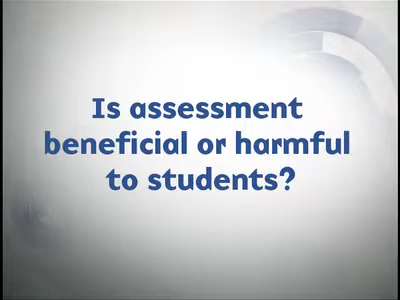 Is assessment
beneficial or harmful
to students?